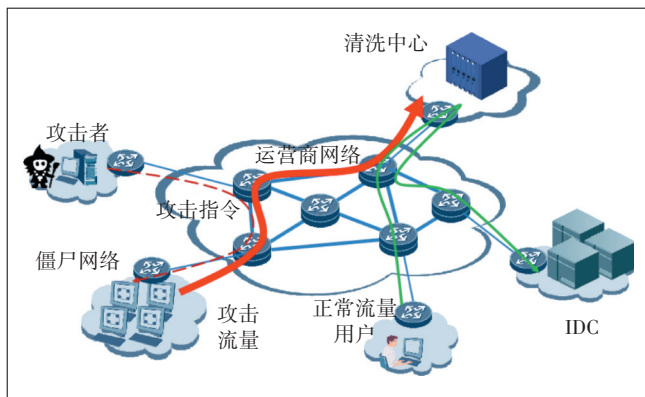 清洗中心
攻击者
运营商网络
攻击指令
僵尸网络
攻击
流量
正常流量
用户
IDC